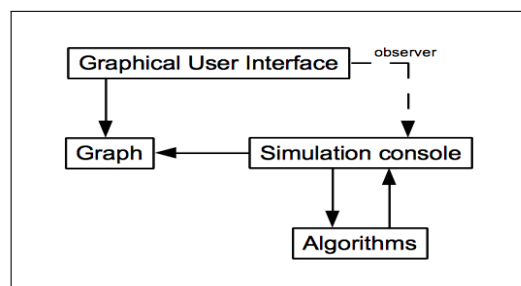 observer
Graphical User Interface
Graph
Simulation console
Algorithms